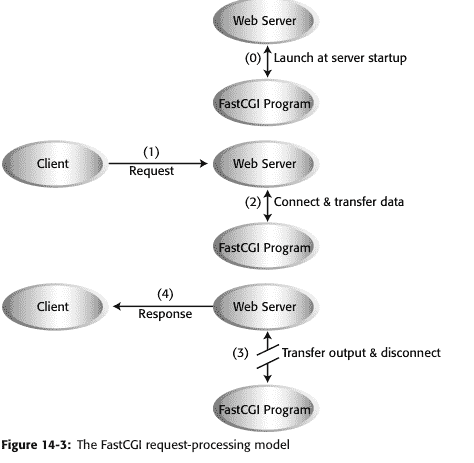 Web Server
(0) Launch at server startup
FastCGI Program
(1)
Client
Web Server
Request
(2) Connect & transfer data
FastCGI Program
(4)
Client
Web Server
Response
(3) Transfer output & disconnect
FastCGI Program
Figure 14-3: The FastCGI request-processing model